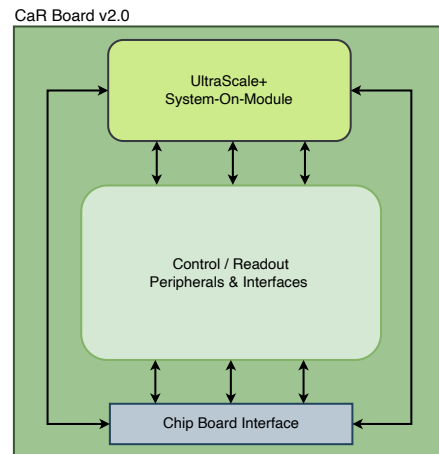 CaR Board v2.0
UltraScale+
System-On-Module
Control / Readout
Peripherals & Interfaces
Chip Board Interface